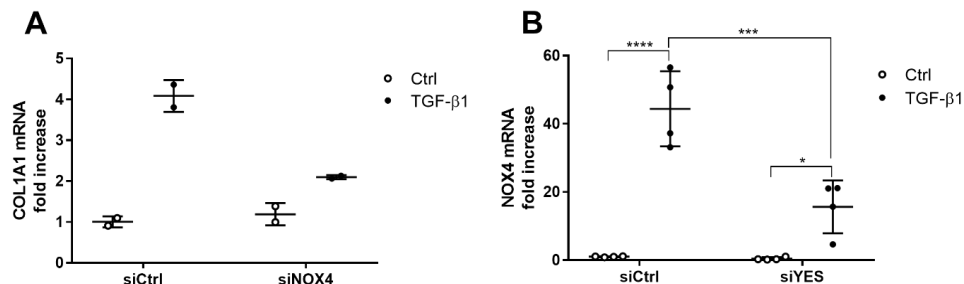 A
COL1A1 mRNA
fold increase
5
4
3
2
1
0
siCtrl
siNOX4
Ctrl
TGF-β1
B
NOX4 mRNA
fold increase
60
40
20
0
****
***
*
siCtrl
siYES
Ctrl
TGF-β1